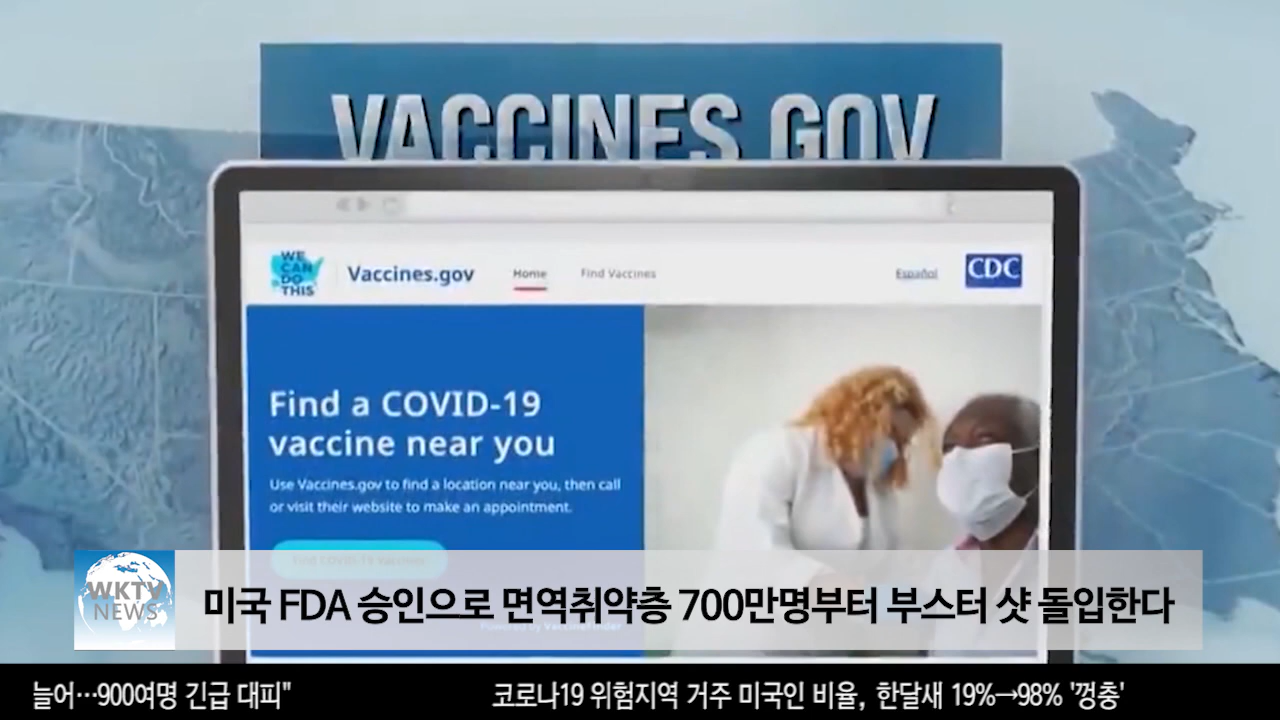 VACCINES GOV
WE
CAN
DO
THIS
Vaccines.gov
Home
Find Vaccines
Español
CDC
Find a COVID-19
vaccine near you
Use Vaccines.gov to find a location near you, then call
or visit their website to make an appointment.
Powered by VaccineFinder
WKTV
NEWS
미국 FDA 승인으로 면역취약층 700만명부터 부스터 샷 돌입한다
늘어…900여명 긴급 대피"
코로나19 위험지역 거주 미국인 비율, 한달새 19%→98% '껑충'